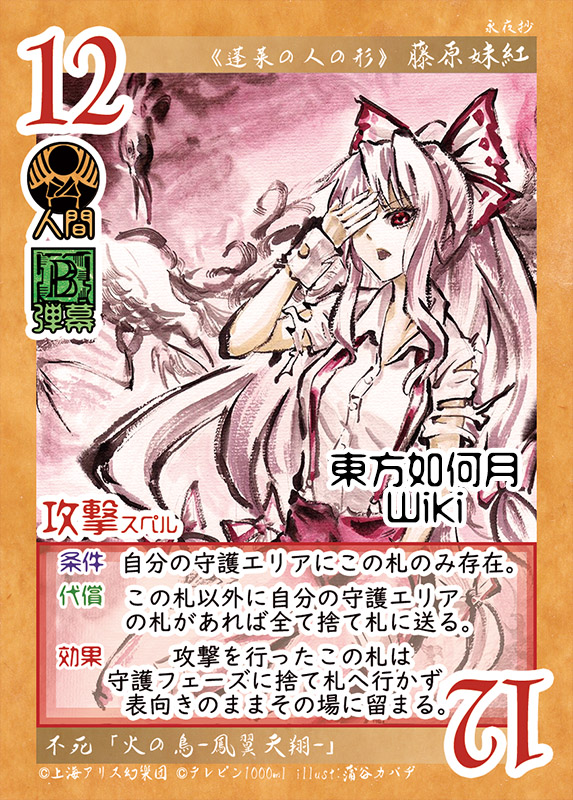 永夜抄
12
《蓬莱の人の形》 藤原妹紅
人間
B
弾幕
東方如何月
Wiki
攻撃スペル
条件 自分の守護エリアにこの札のみ存在。
代償 この札以外に自分の守護エリア
の札があれば全て捨て札に送る。
効果 攻撃を行ったこの札は
守護フェーズに捨て札へ行かず
表向きのままその場に留まる。
12
不死「火の鳥-鳳翼天翔-」
©上海アリス幻樂団 ©テレピン1000ml illust:蒲谷カバヂ